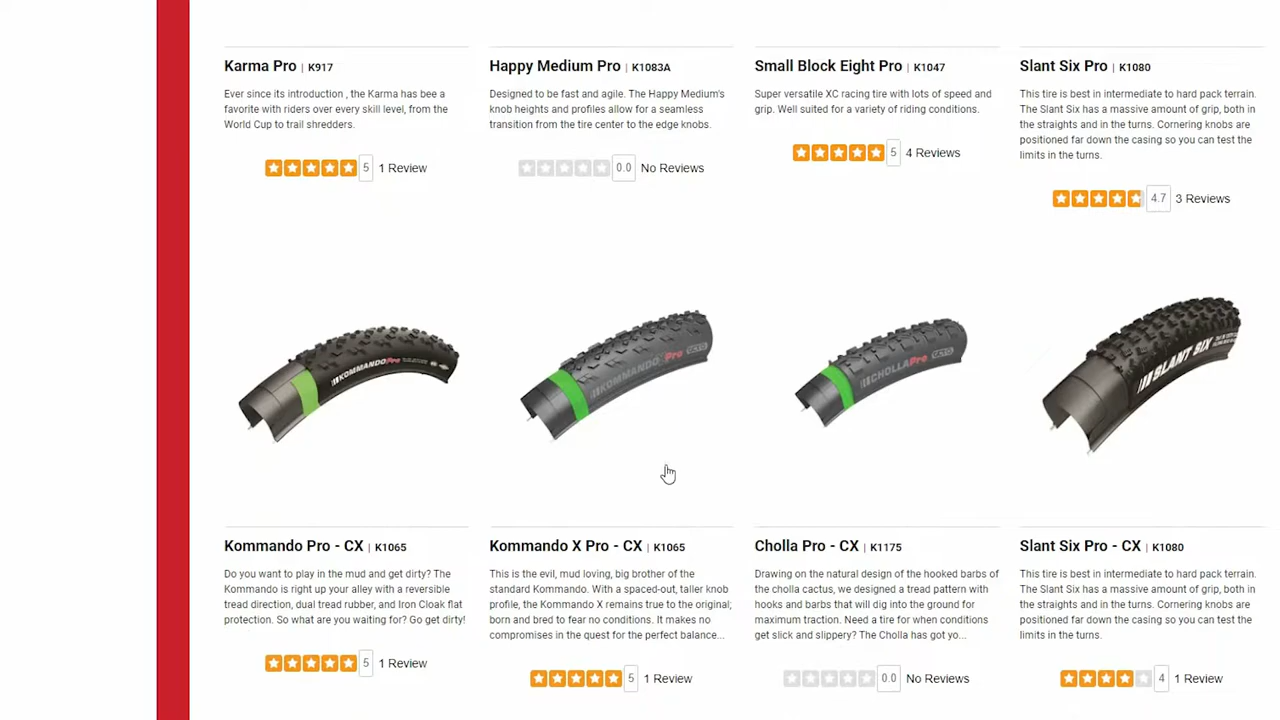 Karma Pro | K917
Ever since its introduction , the Karma has bee a
favorite with riders over every skill level, from the
World Cup to trail shredders.
5 1 Review
Happy Medium Pro | K1083A
Designed to be fast and agile. The Happy Medium's
knob heights and profiles allow for a seamless
transition from the tire center to the edge knobs.
0.0 No Reviews
Small Block Eight Pro | K1047
Super versatile XC racing tire with lots of speed and
grip. Well suited for a variety of riding conditions.
5 4 Reviews
Slant Six Pro | K1080
This tire is best in intermediate to hard pack terrain.
The Slant Six has a massive amount of grip, both in
the straights and in the turns. Cornering knobs are
positioned far down the casing so you can test the
limits in the turns.
4.7 3 Reviews
KOMMANDO Pro
KOMMANDO X Pro GCT
CHOLLA Pro GCT
SLANT SIX
Kommando Pro - CX | K1065
Do you want to play in the mud and get dirty? The
Kommando is right up your alley with a reversible
tread direction, dual tread rubber, and Iron Cloak flat
protection. So what are you waiting for? Go get dirty!
5 1 Review
Kommando X Pro - CX | K1065
This is the evil, mud loving, big brother of the
standard Kommando. With a spaced-out, taller knob
profile, the Kommando X remains true to the original;
born and bred to fear no conditions. It makes no
compromises in the quest for the perfect balance...
5 1 Review
Cholla Pro - CX | K1175
Drawing on the natural design of the hooked barbs of
the cholla cactus, we designed a tread pattern with
hooks and barbs that will dig into the ground for
maximum traction. Need a tire for when conditions
get slick and slippery? The Cholla has got yo...
0.0 No Reviews
Slant Six Pro - CX | K1080
This tire is best in intermediate to hard pack terrain.
The Slant Six has a massive amount of grip, both in
the straights and in the turns. Cornering knobs are
positioned far down the casing so you can test the
limits in the turns.
4 1 Review